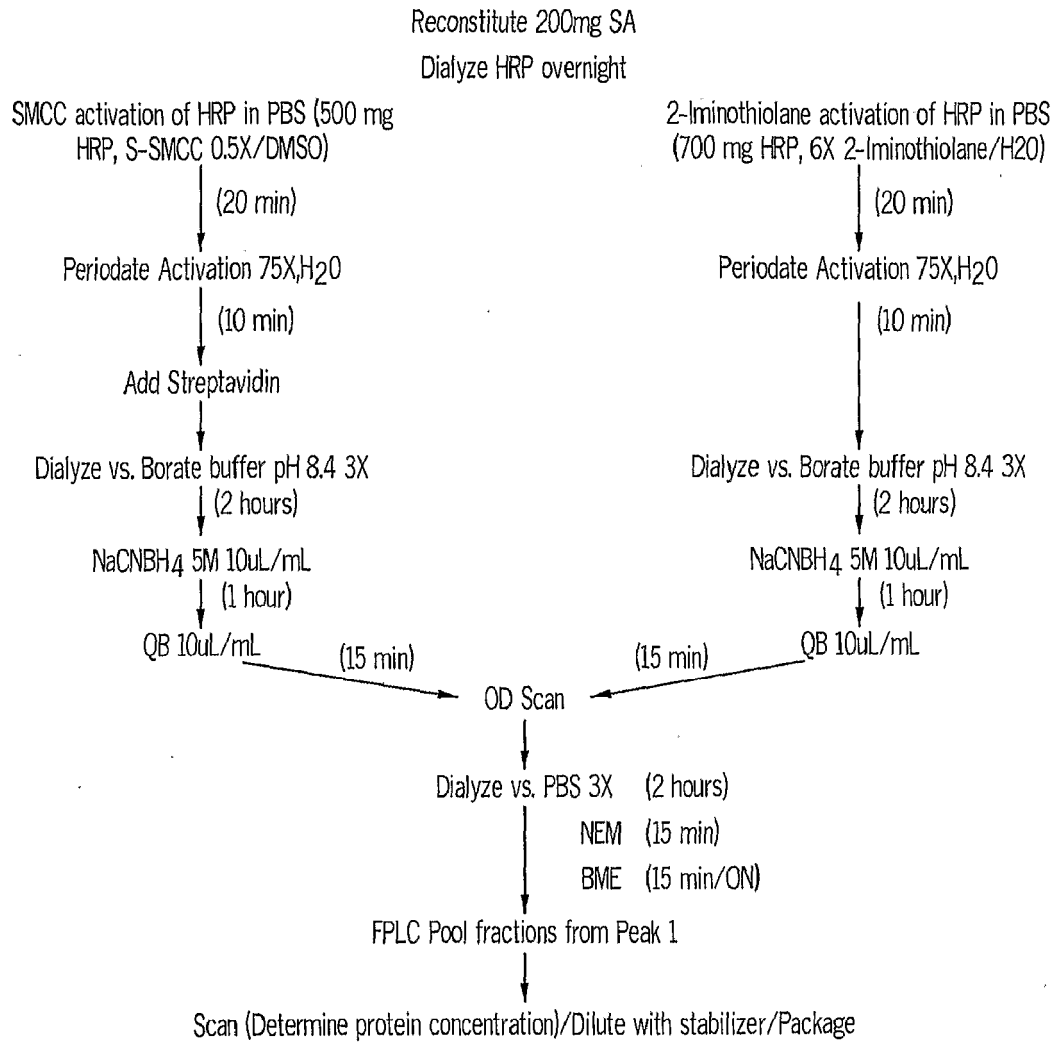 Reconstitute 200mg SA
Dialyze HRP overnight
SMCC activation of HRP in PBS (500 mg
HRP, S-SMCC 0.5X/DMSO)
(20 min)
Periodate Activation 75X,H2O
(10 min)
Add Streptavidin
Dialyze vs. Borate buffer pH 8.4 3X
(2 hours)
NaCNBH4 5M 10uL/mL
(1 hour)
QB 10uL/mL
(15 min)
2-Iminothiolane activation of HRP in PBS
(700 mg HRP, 6X 2-Iminothiolane/H20)
(20 min)
Periodate Activation 75X,H2O
(10 min)
Dialyze vs. Borate buffer pH 8.4 3X
(2 hours)
NaCNBH4 5M 10uL/mL
(1 hour)
QB 10uL/mL
(15 min)
OD Scan
Dialyze vs. PBS 3X (2 hours)
NEM (15 min)
BME (15 min/ON)
FPLC Pool fractions from Peak 1
Scan (Determine protein concentration)/Dilute with stabilizer/Package